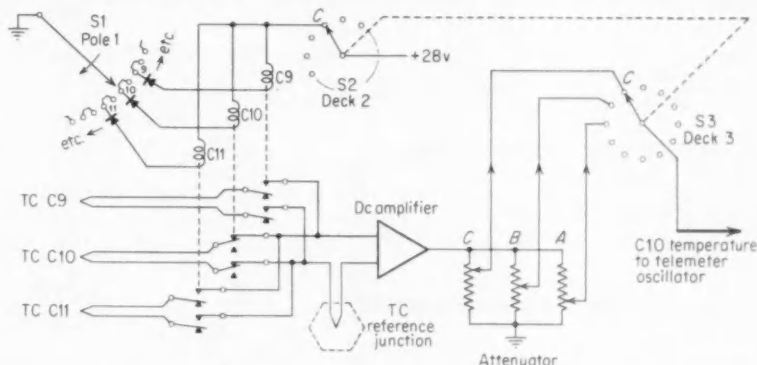 S1
Pole 1
etc.
9
10
11
etc.
C
S2
Deck 2
+28v
C9
C10
C11
C
S3
Deck 3
TC C9
TC C10
TC C11
Dc amplifier
C
B
A
TC
reference
junction
Attenuator
C10 temperature
to telemeter
oscillator